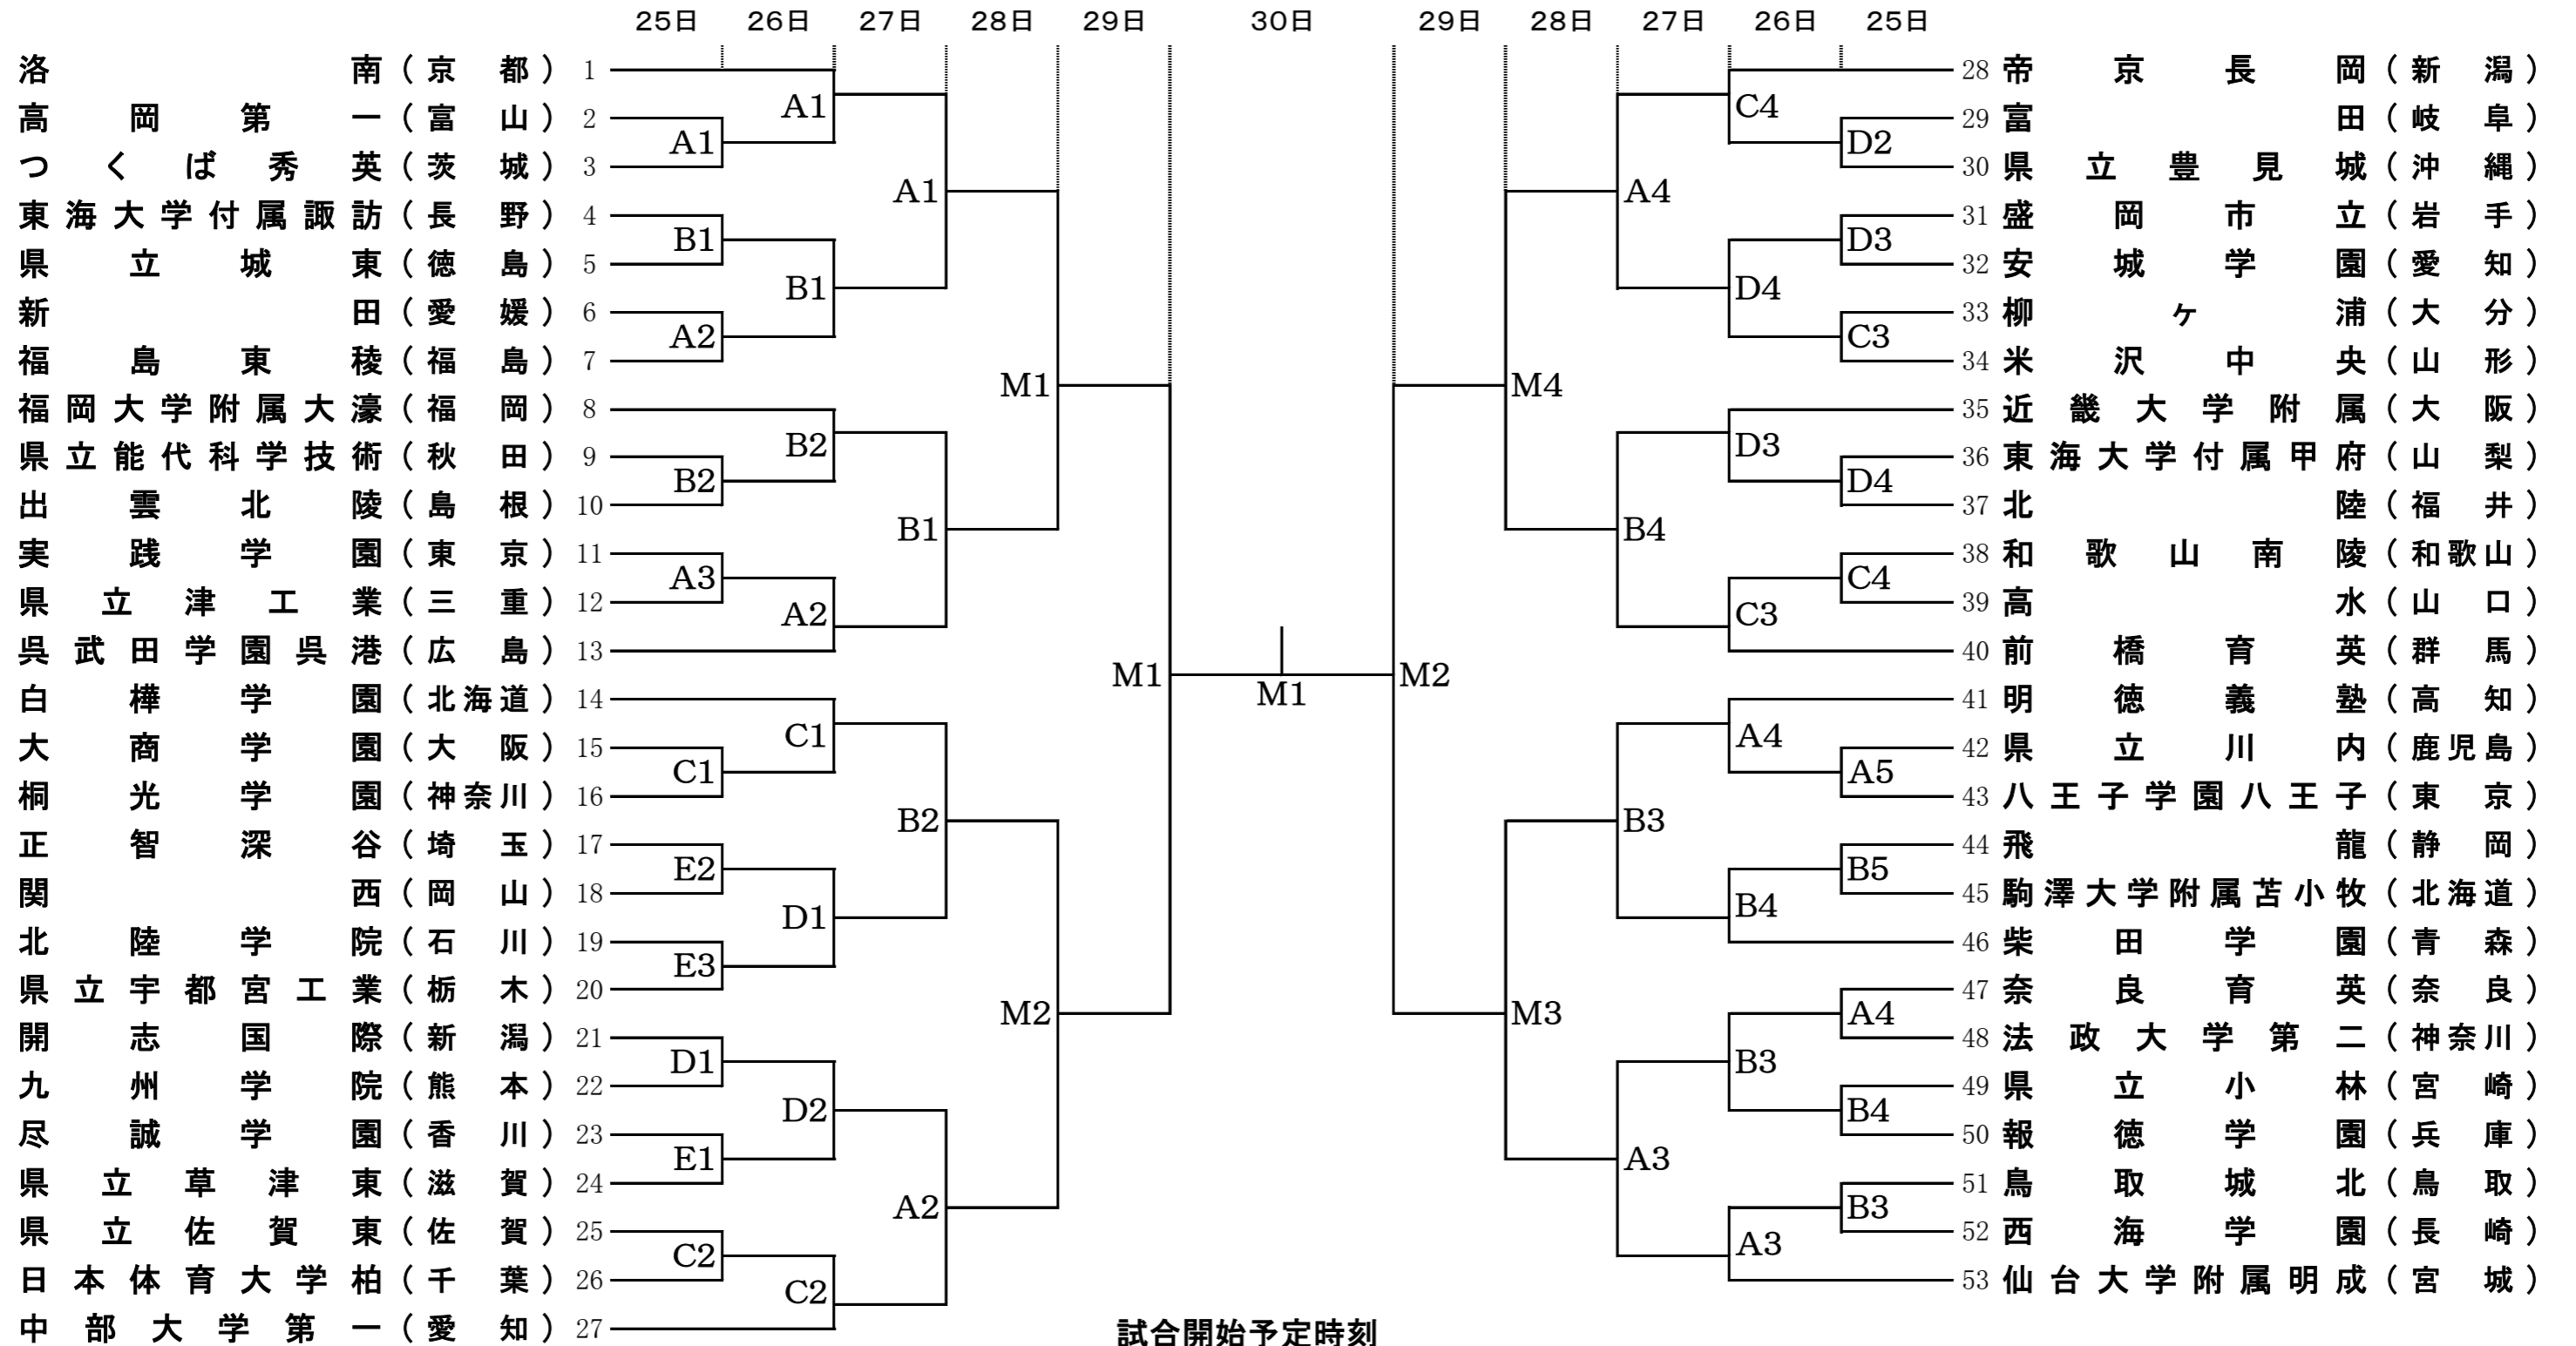 25日 26日 27日 28日 29日 30日 29日 28日 27日 26日 25日
洛南（京都） 1
高岡第一（富山） 2
つくば秀英（茨城） 3
東海大学付属諏訪（長野） 4
県立城東（徳島） 5
新田（愛媛） 6
福島東稜（福島） 7
福岡大学附属大濠（福岡） 8
県立能代科学技術（秋田） 9
出雲北陵（島根） 10
実践学園（東京） 11
県立津工業（三重） 12
呉武田学園呉港（広島） 13
白樺学園（北海道） 14
大商学園（大阪） 15
桐光学園（神奈川） 16
正智深谷（埼玉） 17
関西（岡山） 18
北陸学院（石川） 19
県立宇都宮工業（栃木） 20
開志国際（新潟） 21
九州学院（熊本） 22
尽誠学園（香川） 23
県立草津東（滋賀） 24
県立佐賀東（佐賀） 25
日本体育大学柏（千葉） 26
中部大学第一（愛知） 27
A1
B1
A2
B2
A3
C1
E2
E3
D1
E1
C2
A1
B1
B2
A2
C1
D1
D2
C2
A1
B1
B2
A2
M1
M2
M1
M1
M2
M4
M3
A4
B4
B3
A3
C4
D4
D3
C3
A4
B4
B3
A3
D2
D3
C3
D4
C4
A5
B5
A4
B4
B3
28 帝京長岡（新潟）
29 富田（岐阜）
30 県立豊見城（沖縄）
31 盛岡市立（岩手）
32 安城学園（愛知）
33 柳ヶ浦（大分）
34 米沢中央（山形）
35 近畿大学附属（大阪）
36 東海大学付属甲府（山梨）
37 北陸（福井）
38 和歌山南陵（和歌山）
39 高水（山口）
40 前橋育英（群馬）
41 明徳義塾（高知）
42 県立川内（鹿児島）
43 八王子学園八王子（東京）
44 飛龍（静岡）
45 駒澤大学附属苫小牧（北海道）
46 柴田学園（青森）
47 奈良育英（奈良）
48 法政大学第二（神奈川）
49 県立小林（宮崎）
50 報徳学園（兵庫）
51 鳥取城北（鳥取）
52 西海学園（長崎）
53 仙台大学附属明成（宮城）
試合開始予定時刻